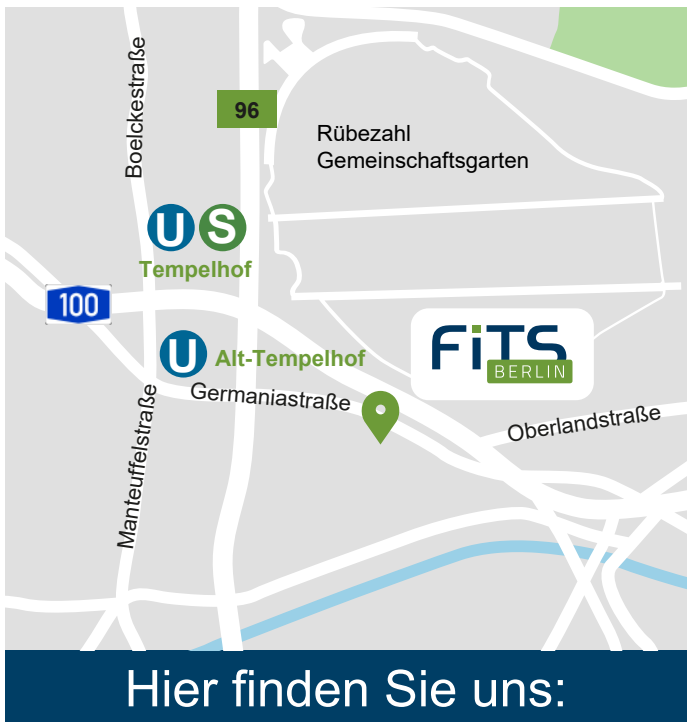 Boelckestraße
96
Rübezahl
Gemeinschaftsgarten
U S
Tempelhof
100
U Alt-Tempelhof
FiTS
BERLIN
Germaniastraße
Oberlandstraße
Manteuffelstraße
Hier finden Sie uns: